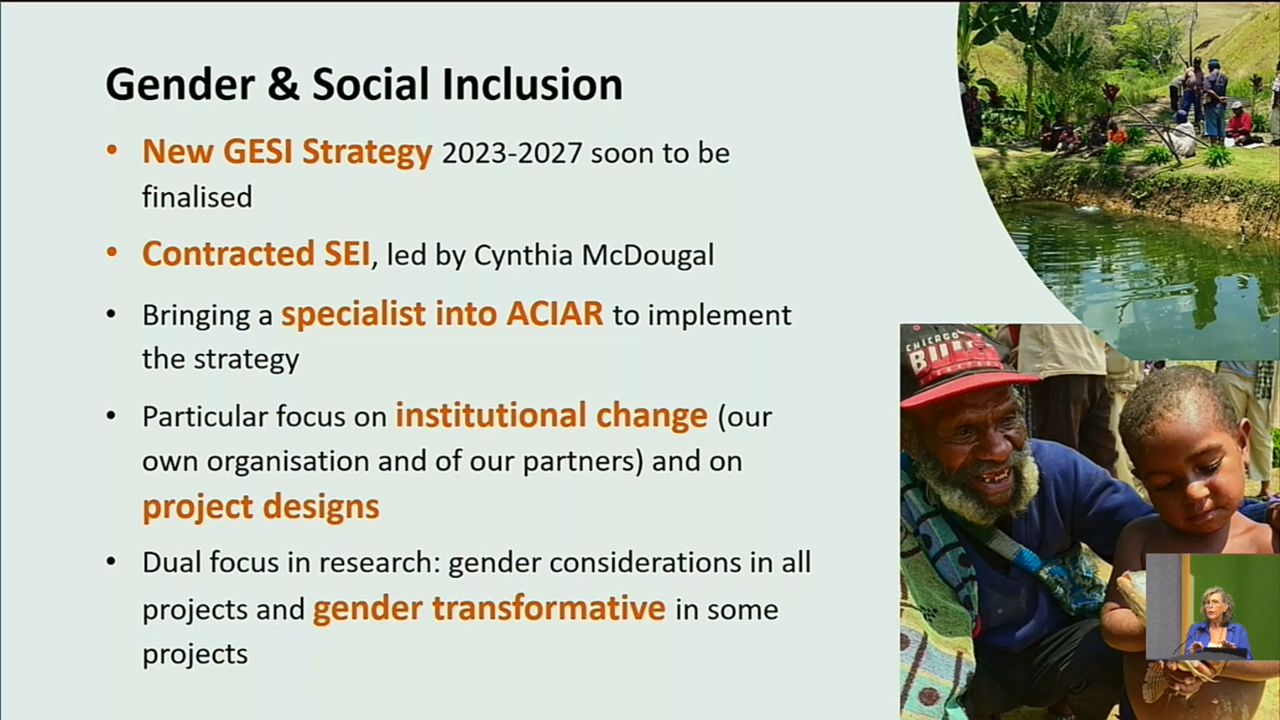 Gender & Social Inclusion
• New GESI Strategy 2023-2027 soon to be
finalised
• Contracted SEI, led by Cynthia McDougal
• Bringing a specialist into ACIAR to implement
the strategy
• Particular focus on institutional change (our
own organisation and of our partners) and on
project designs
• Dual focus in research: gender considerations in all
projects and gender transformative in some
projects
CHICAGO